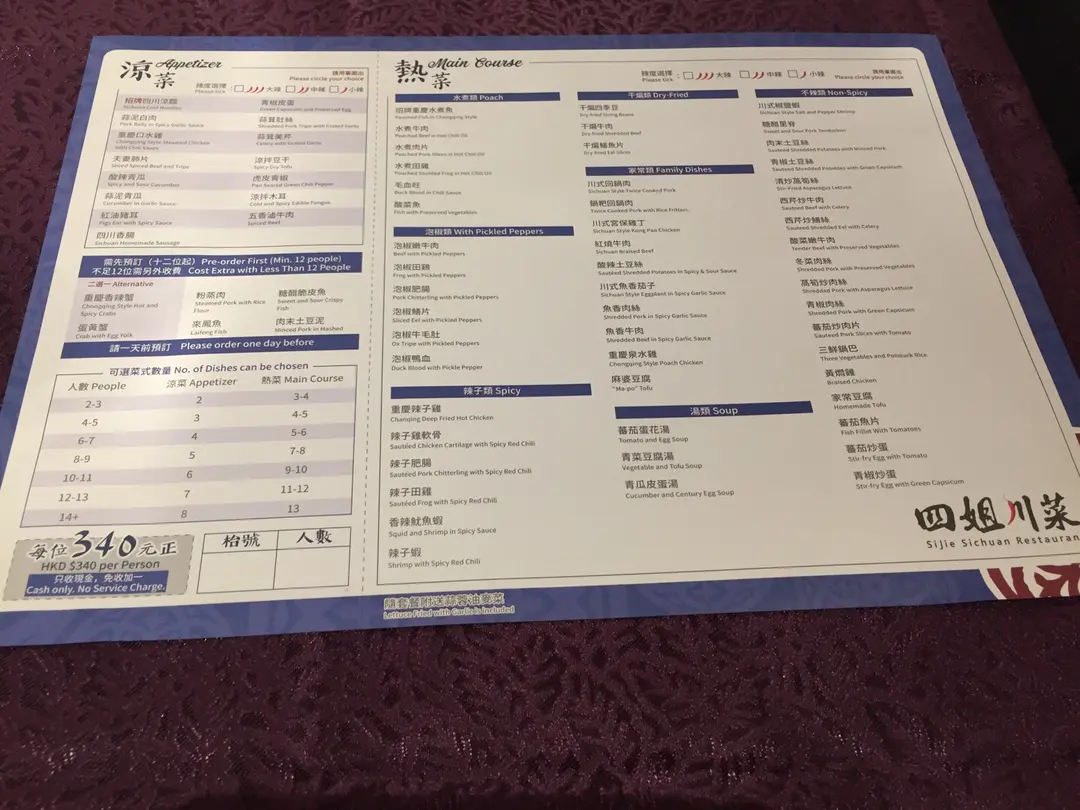 涼菜 Appetizer
請用筆圈出
Please circle your choice
辣度選擇：
Please tick
大辣 中辣 小辣
招牌四川涼麵
Sichuan Cold Noodles
青椒皮蛋
Green Capsicum and Preserved Egg
蒜泥白肉
Pork Belly in Spicy Garlic Sauce
蒜茸肚絲
Shredded Pork Tripe with Grated Garlic
重慶口水雞
Chongqing Style Steamed Chicken with Chili Sauce
蒜茸芙芹
Celery with Grated Garlic
夫妻肺片
Sliced Spiced Beef and Tripe
涼拌豆干
Spicy Dry Tofu
酸辣青瓜
Spicy and Sour Cucumber
虎皮青椒
Pan Seared Green Chili Pepper
蒜泥青瓜
Cucumber in Garlic Sauce
涼拌木耳
Cold and Spicy Edible Fungus
紅油豬耳
Pigs Ear with Spicy Sauce
五香滷牛肉
Spiced Beef
四川香腸
Sichuan Homemade Sausage
需先預訂（十二位起）Pre-order First (Min. 12 people)
不足12位需另外收費 Cost Extra with Less Than 12 People
二選一 Alternative
重慶香辣蟹
Chongqing Style Hot and Spicy Crabs
粉蒸肉
Steamed Pork with Rice Flour
糖醋脆皮魚
Sweet and Sour Crispy Fish
蛋黃蟹
Crab with Egg Yolk
來鳳魚
Laifeng Fish
肉末土豆泥
Minced Pork in Mashed
請一天前預訂 Please order one day before
可選菜式數量 No. of Dishes can be chosen
人數 People 涼菜 Appetizer 熱菜 Main Course
2-3 2 3-4
4-5 3 4-5
6-7 4 5-6
8-9 5 7-8
10-11 6 9-10
12-13 7 11-12
14+ 8 13
每位340元正
HKD $340 per Person
只收現金，免收加一
Cash only. No Service Charge.
枱號 人數
熱菜 Main Course
辣度選擇：
Please tick
大辣 中辣 小辣
請用筆圈出
Please circle your choice
水煮類 Poach
招牌重慶水煮魚
Poached Fish in Chongqing Style
水煮牛肉
Poached Beef in Hot Chili Oil
水煮肉片
Poached Pork Slices in Hot Chili Oil
水煮田雞
Poached Sautéed Frog in Hot Chili Oil
毛血旺
Duck Blood in Chili Sauce
酸菜魚
Fish with Preserved Vegetables
泡椒類 With Pickled Peppers
泡椒嫩牛肉
Beef with Pickled Peppers
泡椒田雞
Frog with Pickled Peppers
泡椒肥腸
Pork Chitterling with Pickled Peppers
泡椒鱔片
Sliced Eel with Pickled Peppers
泡椒牛毛肚
Ox Tripe with Pickled Peppers
泡椒鴨血
Duck Blood with Pickle Pepper
辣子類 Spicy
重慶辣子雞
Chanqing Deep Fried Hot Chicken
辣子雞軟骨
Sautéed Chicken Cartilage with Spicy Red Chili
辣子肥腸
Sautéed Pork Chitterling with Spicy Red Chili
辣子田雞
Sautéed Frog with Spicy Red Chili
香辣魷魚蝦
Squid and Shrimp in Spicy Sauce
辣子蝦
Shrimp with Spicy Red Chili
干煸類 Dry-Fried
干煸四季豆
Dry-fried String Beans
干煸牛肉
Dry-fried Shredded Beef
干煸鱔魚片
Dry-fried Eel Slices
家常類 Family Dishes
川式回鍋肉
Sichuan Style Twice Cooked Pork
鍋粑回鍋肉
Twice Cooked Pork with Rice Fritters
川式宮保雞丁
Sichuan Style Kung Pao Chicken
紅燒牛肉
Sichuan Braised Beef
酸辣土豆絲
Sautéed Shredded Potatoes in Spicy & Sour Sauce
川式魚香茄子
Sichuan Style Eggplant in Spicy Garlic Sauce
魚香肉絲
Shredded Pork in Spicy Garlic Sauce
魚香牛肉
Shredded Beef in Spicy Garlic Sauce
重慶泉水雞
Chongqing Style Poach Chicken
麻婆豆腐
"Ma-po" Tofu
湯類 Soup
蕃茄蛋花湯
Tomato and Egg Soup
青菜豆腐湯
Vegetable and Tofu Soup
青瓜皮蛋湯
Cucumber and Century Egg Soup
不辣類 Non-Spicy
川式椒鹽蝦
Sichuan Style Salt and Pepper Shrimp
糖醋里脊
Sweet and Sour Pork Tenderloin
肉末土豆絲
Sauteed Shredded Potatoes with Minced Pork
青椒土豆絲
Sauteed Shredded Potatoes with Green Capsicum
清炒萵筍絲
Stir-Fried Asparagus Lettuce
西芹炒牛肉
Sauteed Beef with Celery
西芹炒鱔絲
Sauteed Shredded Eel with Celery
酸菜嫩牛肉
Tender Beef with Preserved Vegetables
冬菜肉絲
Shredded Pork with Preserved Vegetables
萵筍炒肉絲
Shredded Pork with Asparagus Lettuce
青椒肉絲
Shredded Pork with Green Capsicum
蕃茄炒肉片
Sauteed Pork Slices with Tomato
三鮮鍋巴
Three Vegetables and Pembuck Rice
黃燜雞
Braised Chicken
家常豆腐
Homemade Tofu
蕃茄魚片
Fish Fillet With Tomatoes
蕃茄炒蛋
Stir-fry Egg with Tomato
青椒炒蛋
Stir-fry Egg with Green Capsicum
四姐川菜
SiJie Sichuan Restauran
隨套餐附送蒜蓉油麥菜
Lettuce Fried with Garlic is included